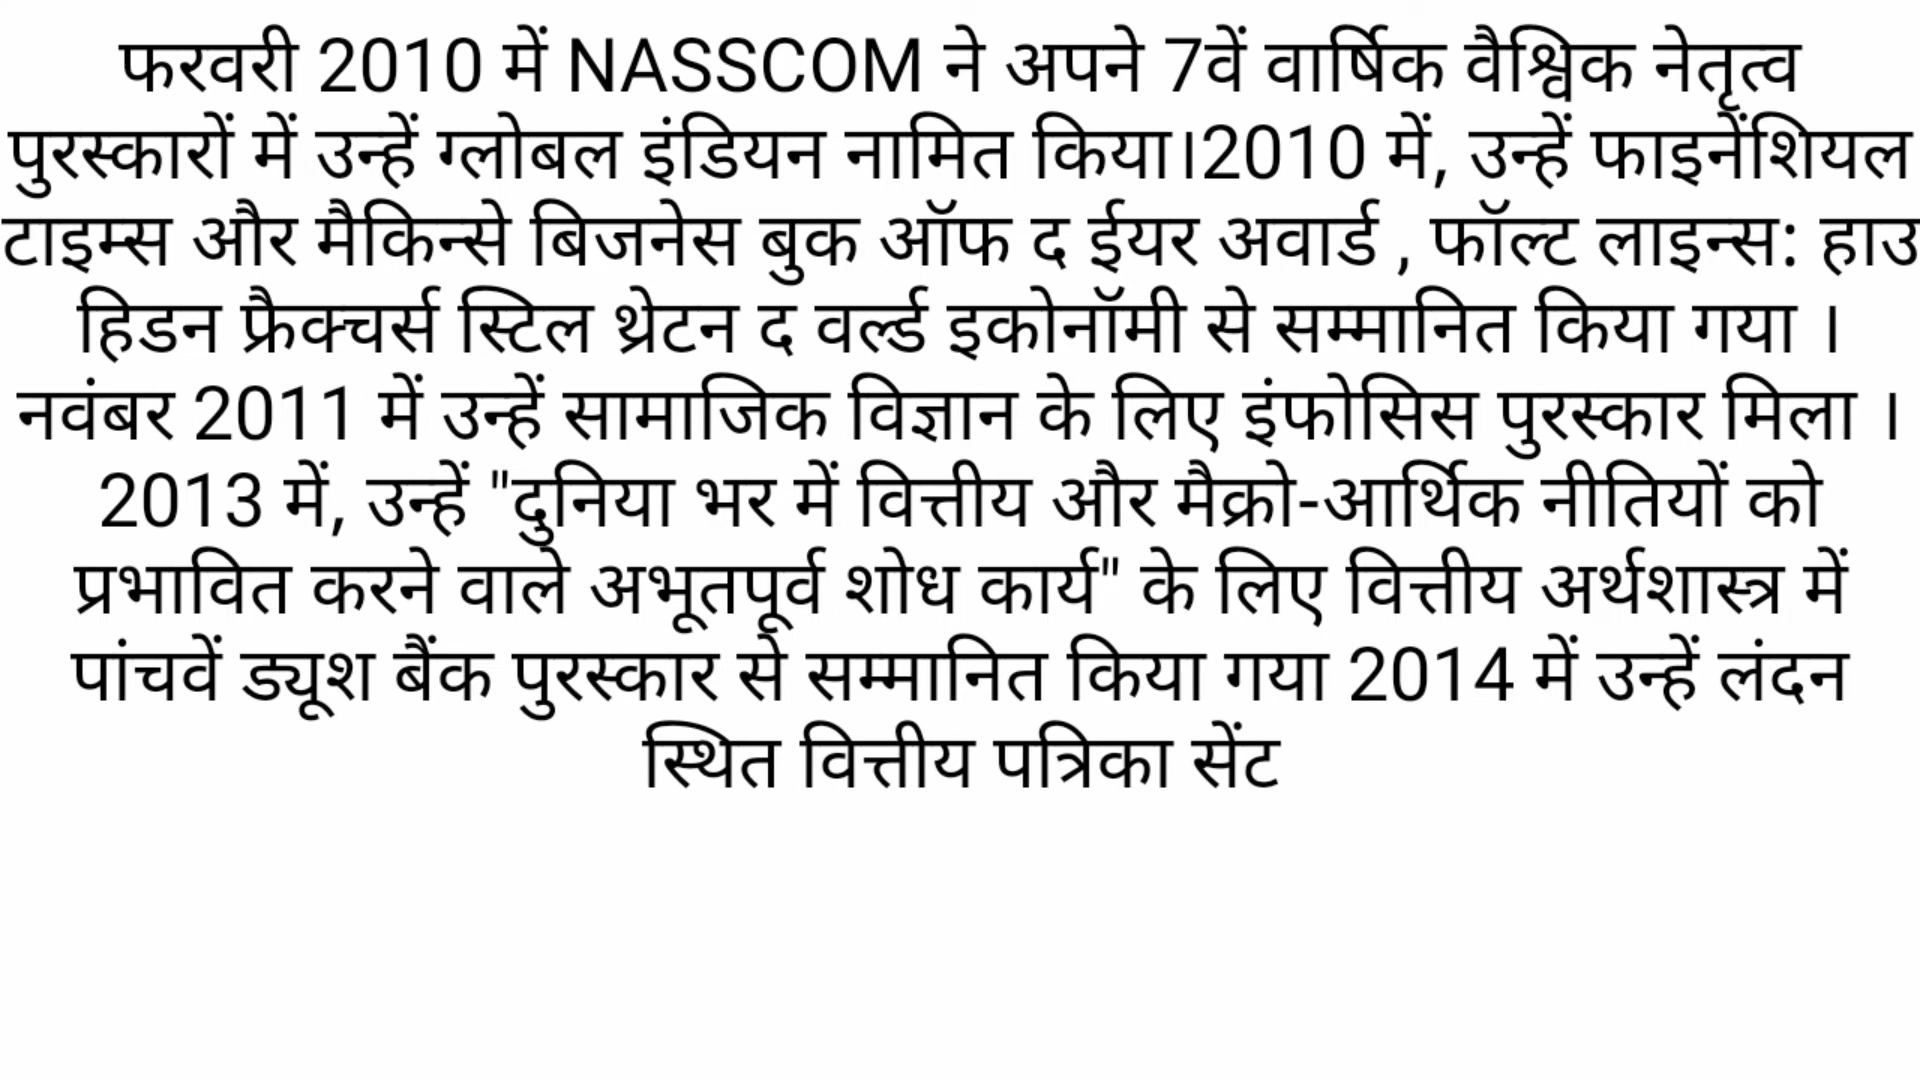 फरवरी 2010 में NASSCOM ने अपने 7वें वार्षिक वैश्विक नेतृत्व
पुरस्कारों में उन्हें ग्लोबल इंडियन नामित किया।2010 में, उन्हें फाइनेंशियल
टाइम्स और मैकिन्से बिजनेस बुक ऑफ द ईयर अवार्ड , फॉल्ट लाइन्स: हाउ
हिडन फ्रैक्चर्स स्टिल थ्रेटन द वर्ल्ड इकोनॉमी से सम्मानित किया गया ।
नवंबर 2011 में उन्हें सामाजिक विज्ञान के लिए इंफोसिस पुरस्कार मिला ।
2013 में, उन्हें "दुनिया भर में वित्तीय और मैक्रो-आर्थिक नीतियों को
प्रभावित करने वाले अभूतपूर्व शोध कार्य" के लिए वित्तीय अर्थशास्त्र में
पांचवें ड्यूश बैंक पुरस्कार से सम्मानित किया गया 2014 में उन्हें लंदन
स्थित वित्तीय पत्रिका सेंट